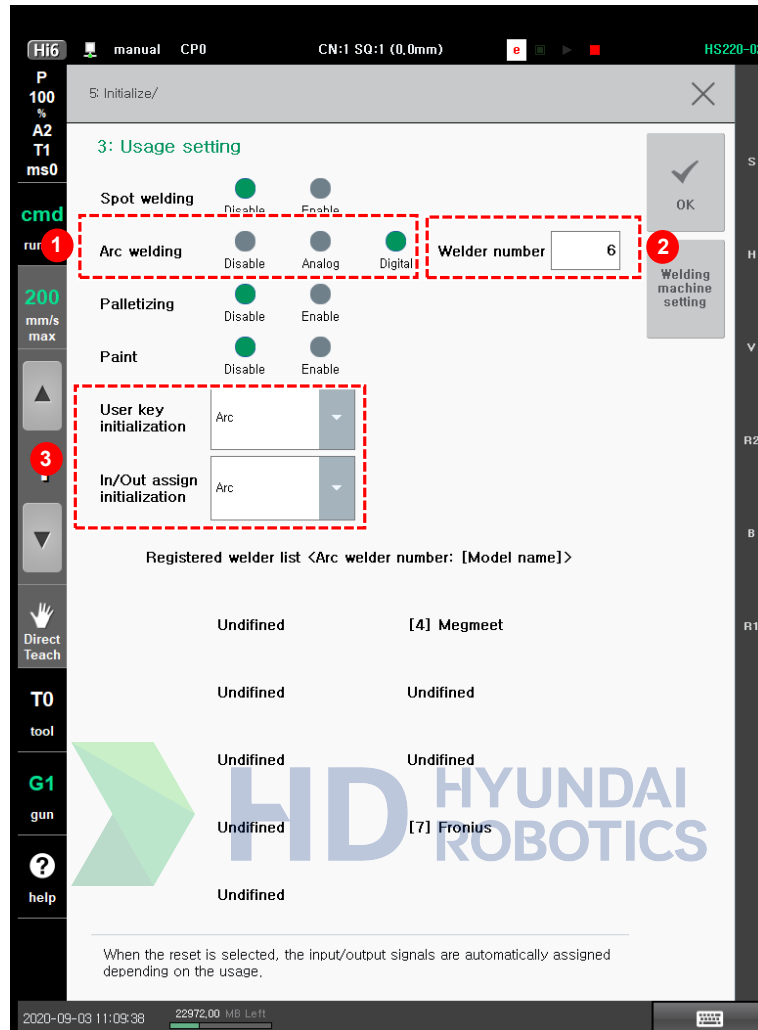 Hi6 manual CP0 CN:1 SQ:1 (0,0mm) e HS220-02
P
100
%
A2
T1
ms0
5: Initialize/
3: Usage setting
OK
Spot welding Disable Enable
cmd
1
Arc welding Disable Analog Digital
Welder number 6
2
Welding
machine
setting
200
mm/s
max
Palletizing Disable Enable
Paint Disable Enable
3
User key
initialization
Arc
In/Out assign
initialization
Arc
Registered welder list <Arc welder number: [Model name]>
Undifined [4] Megmeet
Undifined Undifined
Undifined Undifined
Undifined [7] Fronius
Undifined
Direct
Teach
T0
tool
G1
gun
?
help
S
H
V
R2
B
R1
HD HYUNDAI
ROBOTICS
When the reset is selected, the input/output signals are automatically assigned
depending on the usage,
2020-09-03 11:09:38 22972,00 MB Left